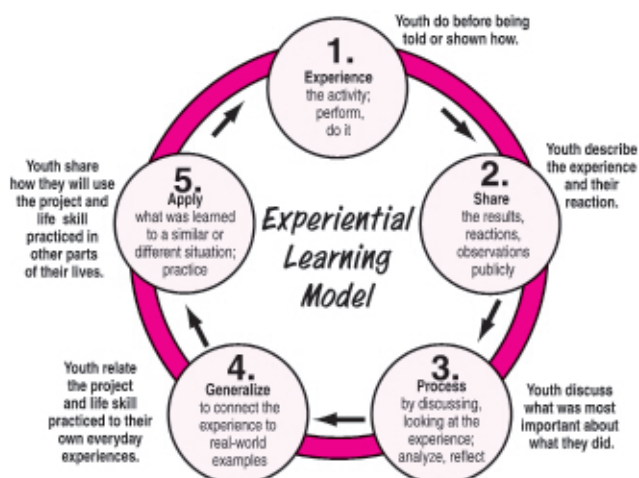 1.
Experience
the activity;
perform,
do it
Youth do before being
told or shown how.
2.
Share
the results,
reactions,
observations
publicly
Youth describe
the experience
and their
reaction.
3.
Process
by discussing,
looking at the
experience;
analyze, reflect
Youth discuss
what was most
important about
what they did.
4.
Generalize
to connect the
experience to
real-world
examples
Youth relate
the project
and life skill
practiced to their
own everyday
experiences.
5.
Apply
what was learned
to a similar or
different situation;
practice
Youth share
how they will use
the project and
life skill
practiced in
other parts
of their lives.
Experiential
Learning
Model